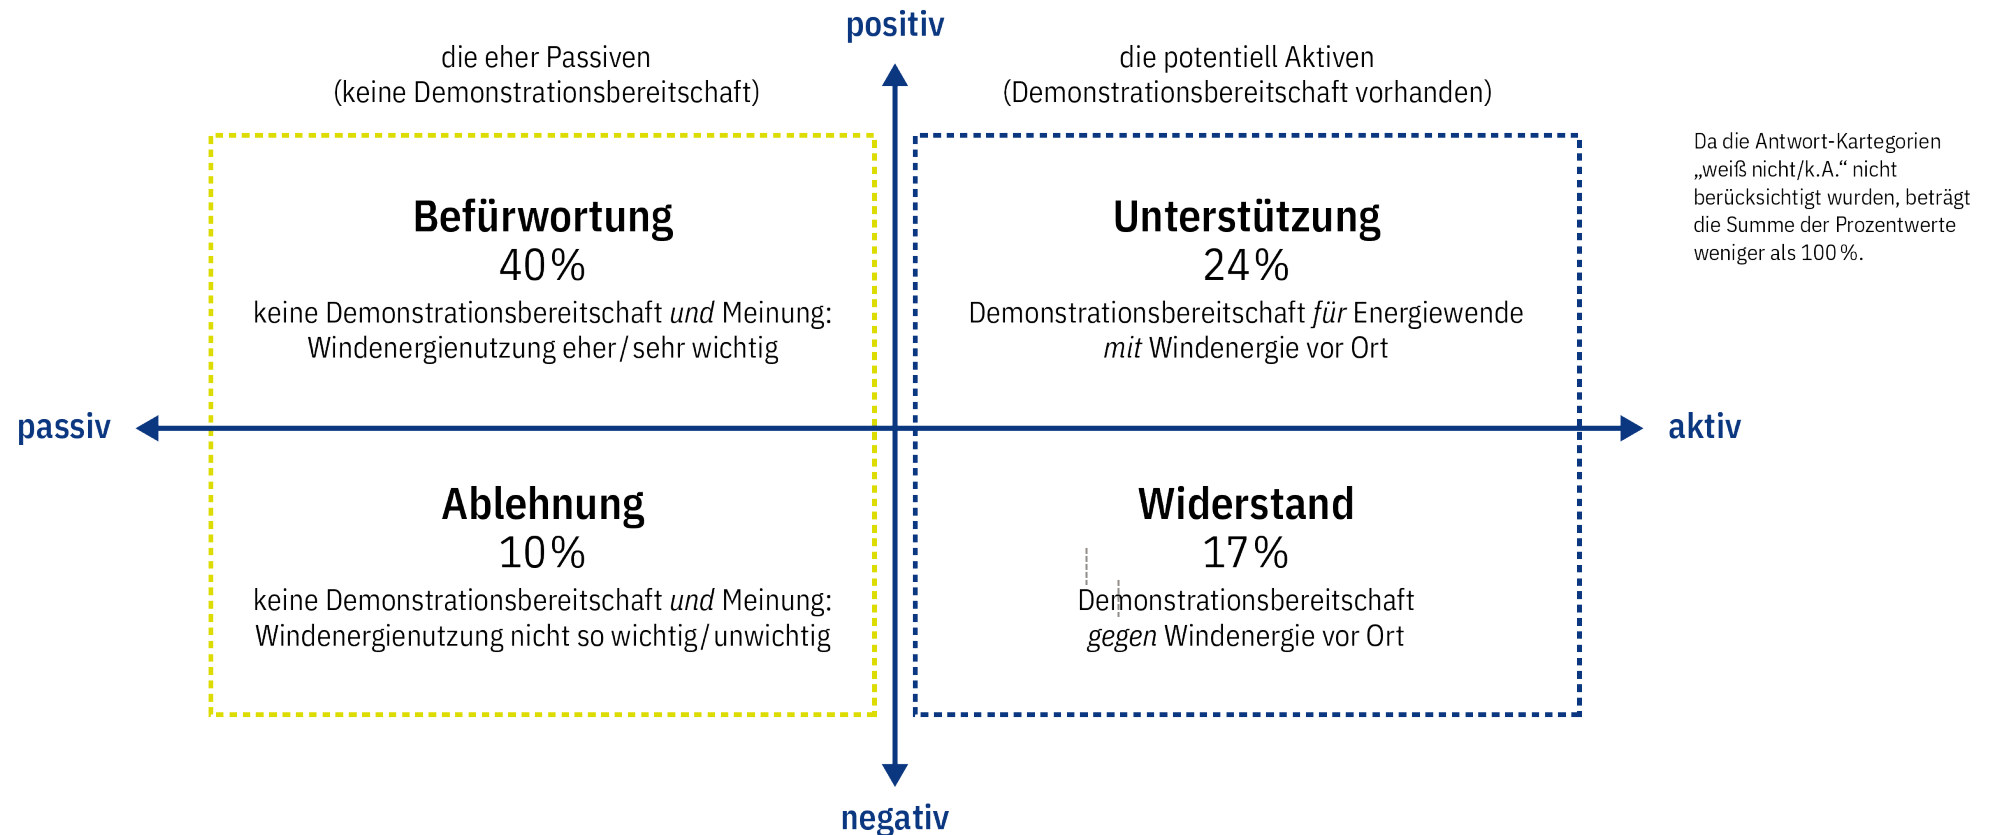 positiv
die eher Passiven
(keine Demonstrationsbereitschaft)
die potentiell Aktiven
(Demonstrationsbereitschaft vorhanden)
Da die Antwort-Kartegorien
„weiß nicht/k.A.“ nicht
berücksichtigt wurden, beträgt
die Summe der Prozentwerte
weniger als 100 %.
Befürwortung
40 %
keine Demonstrationsbereitschaft und Meinung:
Windenergienutzung eher / sehr wichtig
Unterstützung
24 %
Demonstrationsbereitschaft für Energiewende
mit Windenergie vor Ort
passiv
aktiv
Ablehnung
10 %
keine Demonstrationsbereitschaft und Meinung:
Windenergienutzung nicht so wichtig / unwichtig
Widerstand
17 %
Demonstrationsbereitschaft
gegen Windenergie vor Ort
negativ